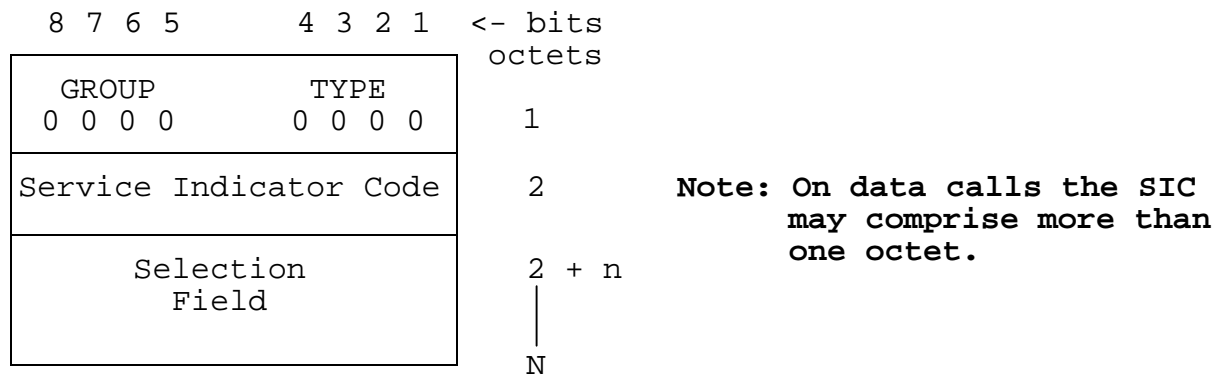 8 7 6 5 4 3 2 1 <- bits
octets
GROUP TYPE
0 0 0 0 0 0 0 0 1
Service Indicator Code 2 Note: On data calls the SIC
may comprise more than
one octet.
Selection 2 + n
Field
N